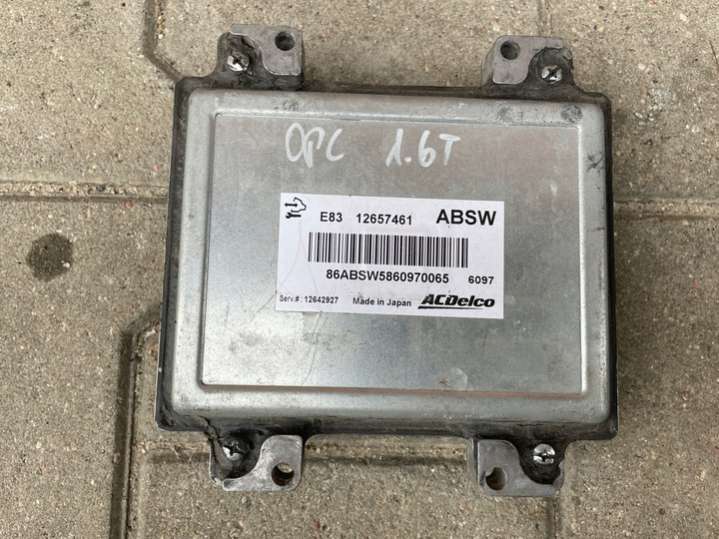 OPC 1.6T
E83 12657461 ABSW
86ABSW5860970065 6097
Serv.#: 12642927 Made in Japan ACDelco